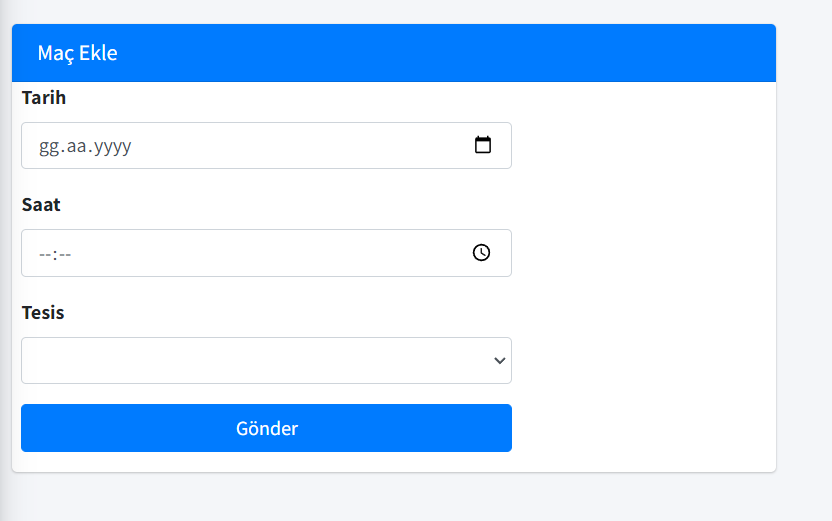 Maç Ekle
Tarih
gg.aa.yyyy
Saat
--:--
Tesis
Gönder